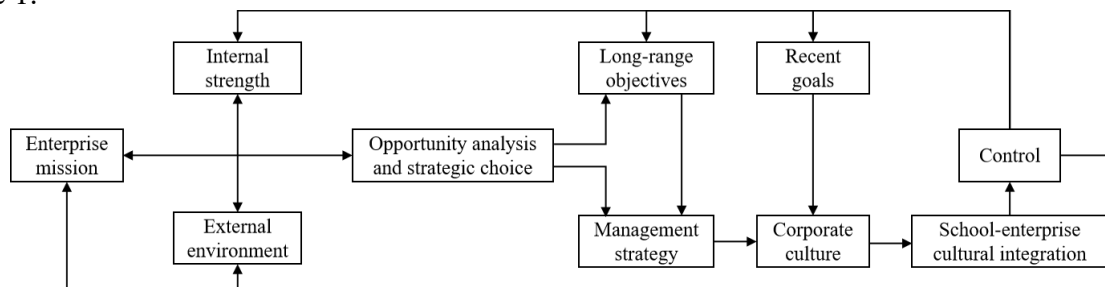 Internal
strength
Long-range
objectives
Recent
goals
Enterprise
mission
Opportunity analysis
and strategic choice
Control
External
environment
Management
strategy
Corporate
culture
School-enterprise
cultural integration